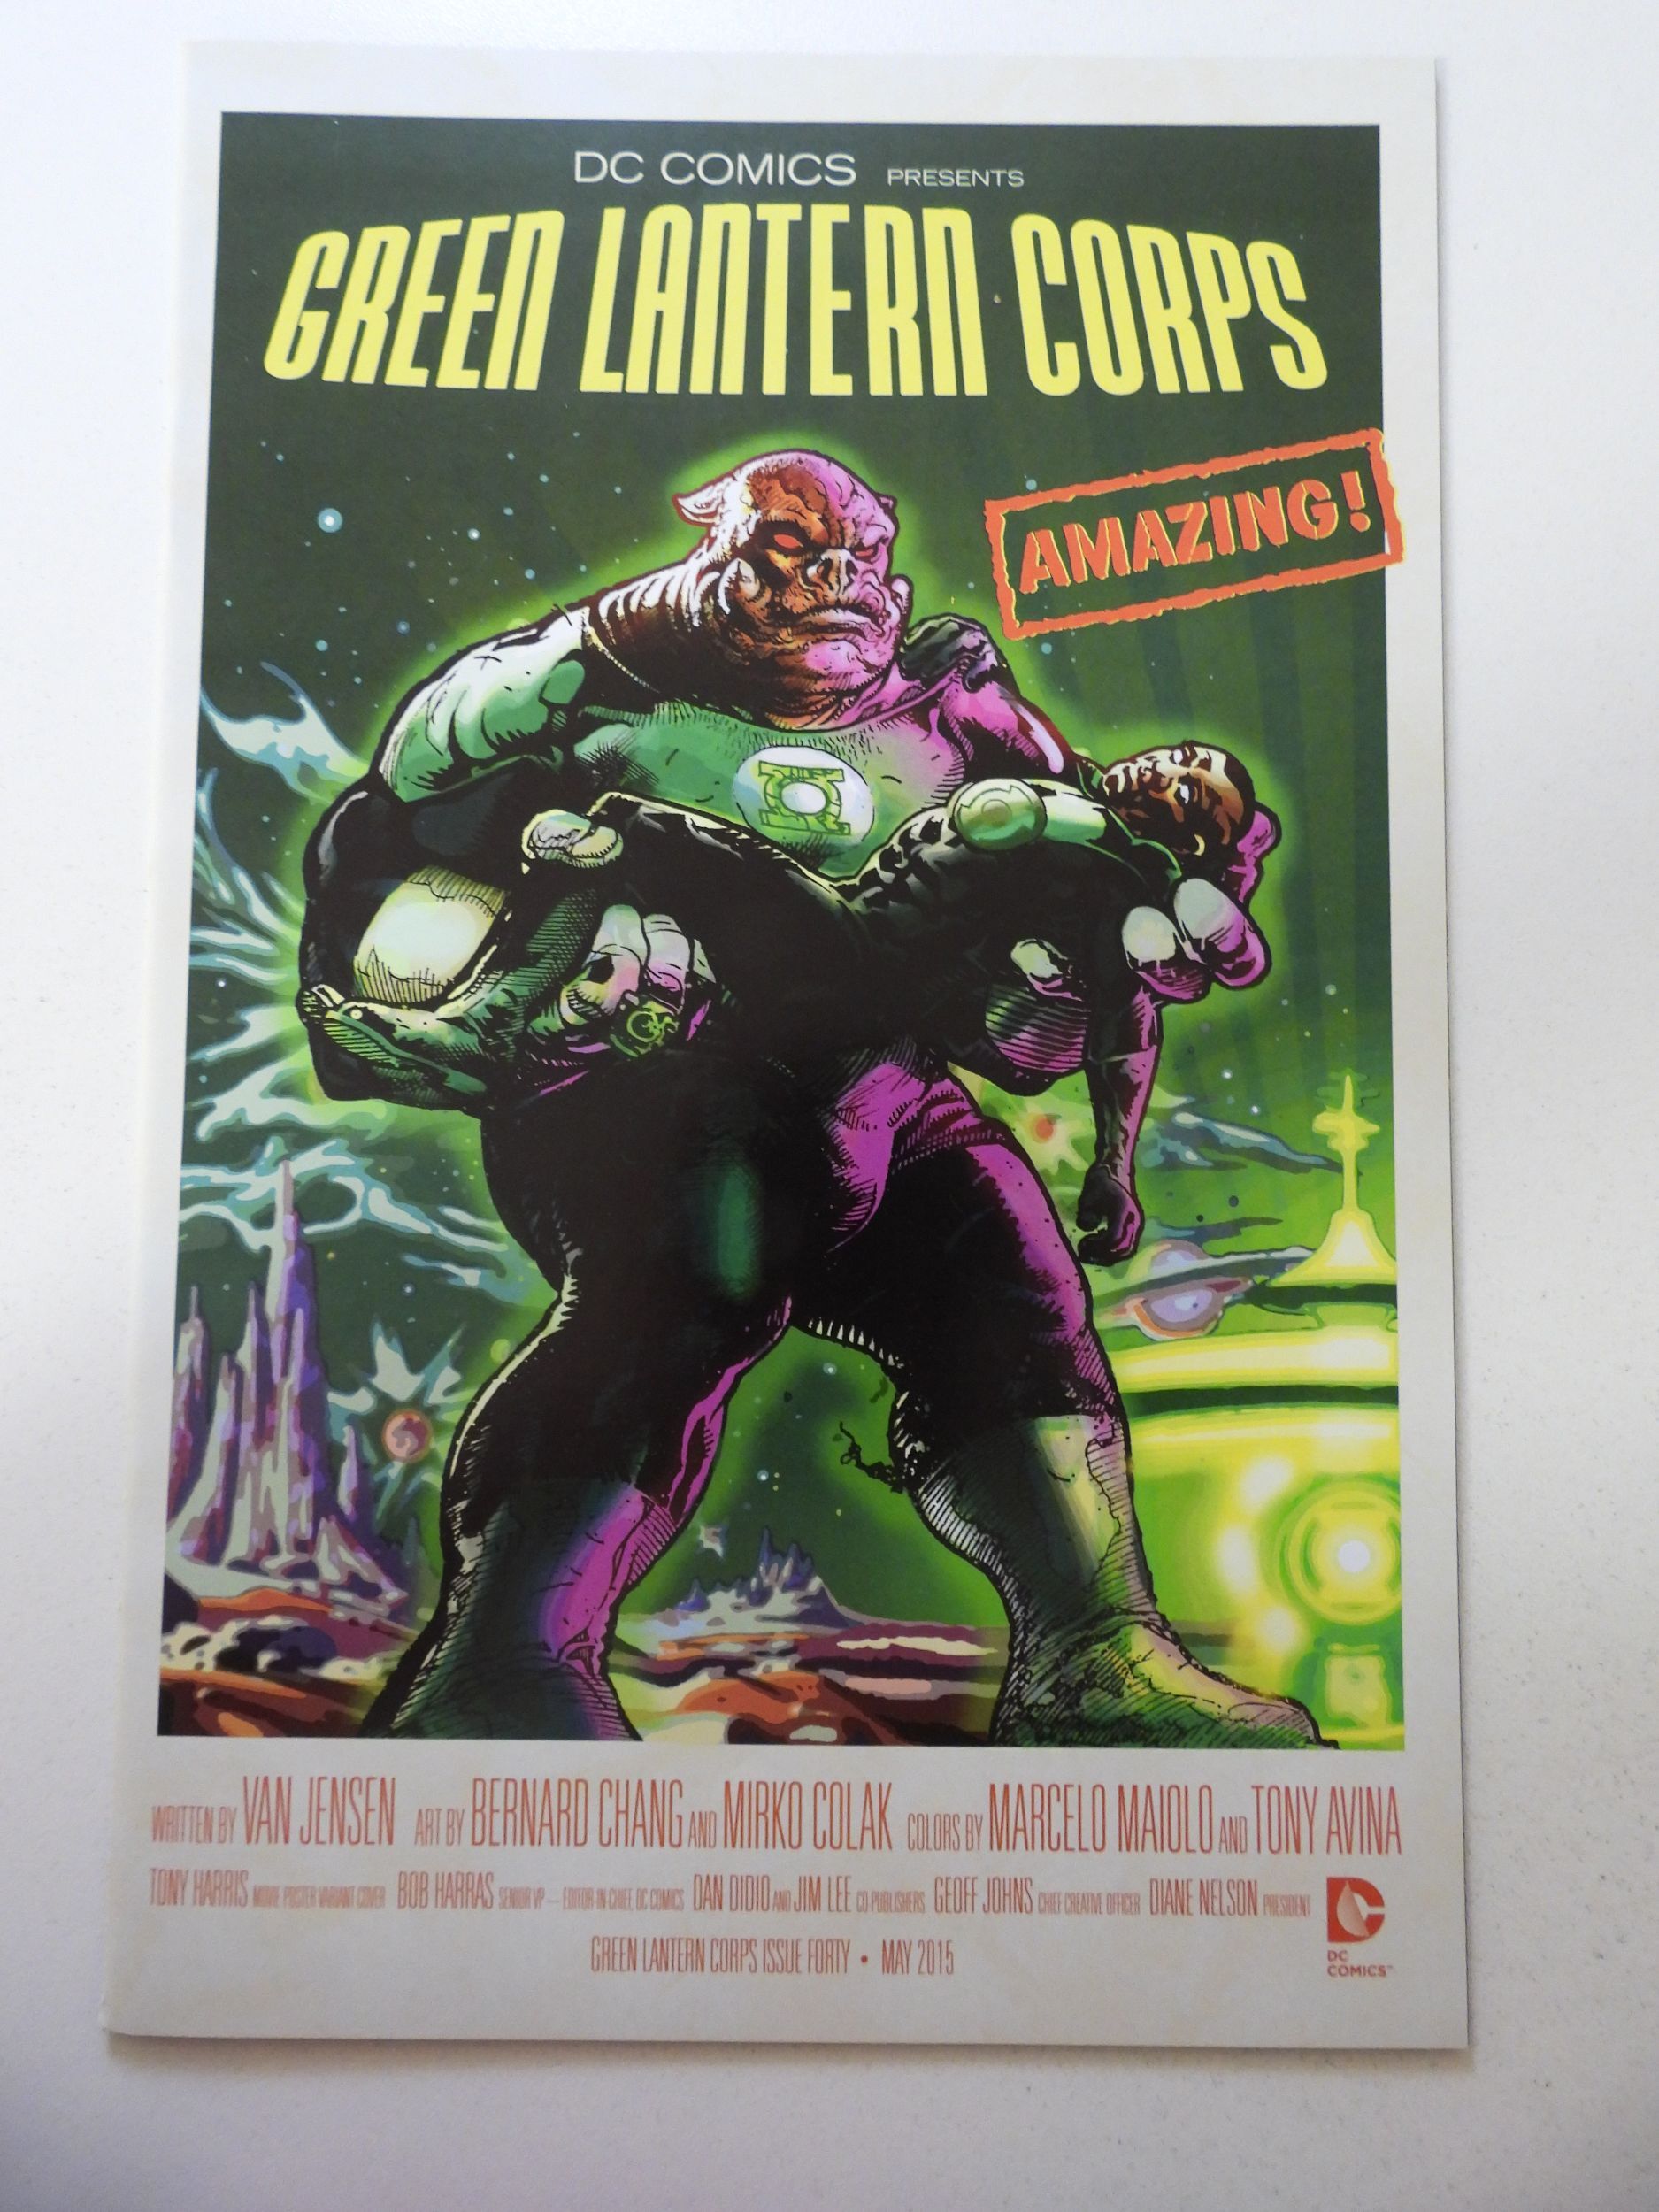 DC COMICS PRESENTS
GREEN LANTERN CORPS
AMAZING!
WRITTEN BY VAN JENSEN ART BY BERNARD CHANG AND MIRKO COLAK COLORS BY MARCELO MAIOLO AND TONY AVINA
TONY HARRIS MOVIE POSTER VARIANT COVER BOB HARRAS SENIOR VP — EDITOR-IN-CHIEF, DC COMICS DAN DIDIO AND JIM LEE CO-PUBLISHERS GEOFF JOHNS CHIEF CREATIVE OFFICER DIANE NELSON PRESIDENT
GREEN LANTERN CORPS ISSUE FORTY • MAY 2015
DC
COMICS™